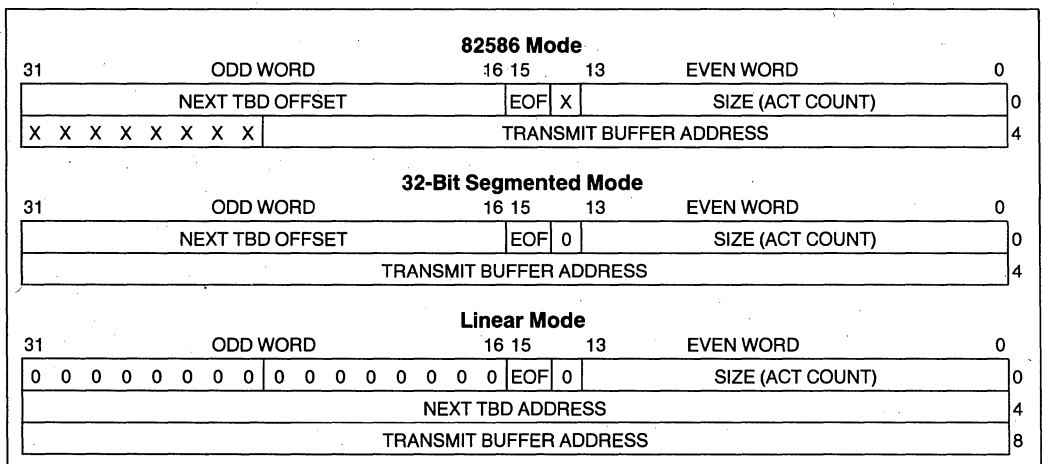 82586 Mode
31 ODD WORD 16 15 13 EVEN WORD 0
NEXT TBD OFFSET EOF X SIZE (ACT COUNT) 0
X X X X X X X X TRANSMIT BUFFER ADDRESS 4
32-Bit Segmented Mode
31 ODD WORD 16 15 13 EVEN WORD 0
NEXT TBD OFFSET EOF 0 SIZE (ACT COUNT) 0
TRANSMIT BUFFER ADDRESS 4
Linear Mode
31 ODD WORD 16 15 13 EVEN WORD 0
0 0 0 0 0 0 0 0 0 0 0 0 0 0 0 0 EOF 0 SIZE (ACT COUNT) 0
NEXT TBD ADDRESS 4
TRANSMIT BUFFER ADDRESS 8